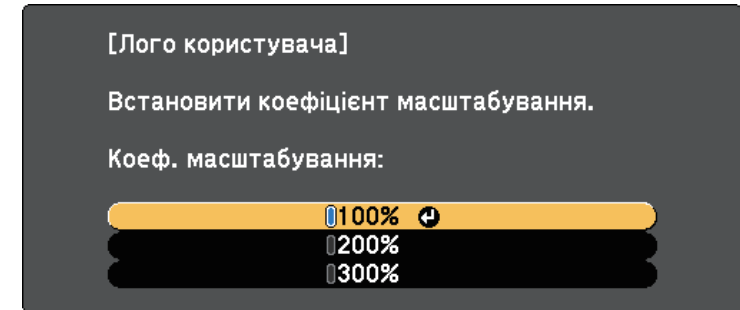 [Лого користувача]
Встановити коефіцієнт масштабування.
Коеф. масштабування:
100%
200%
300%